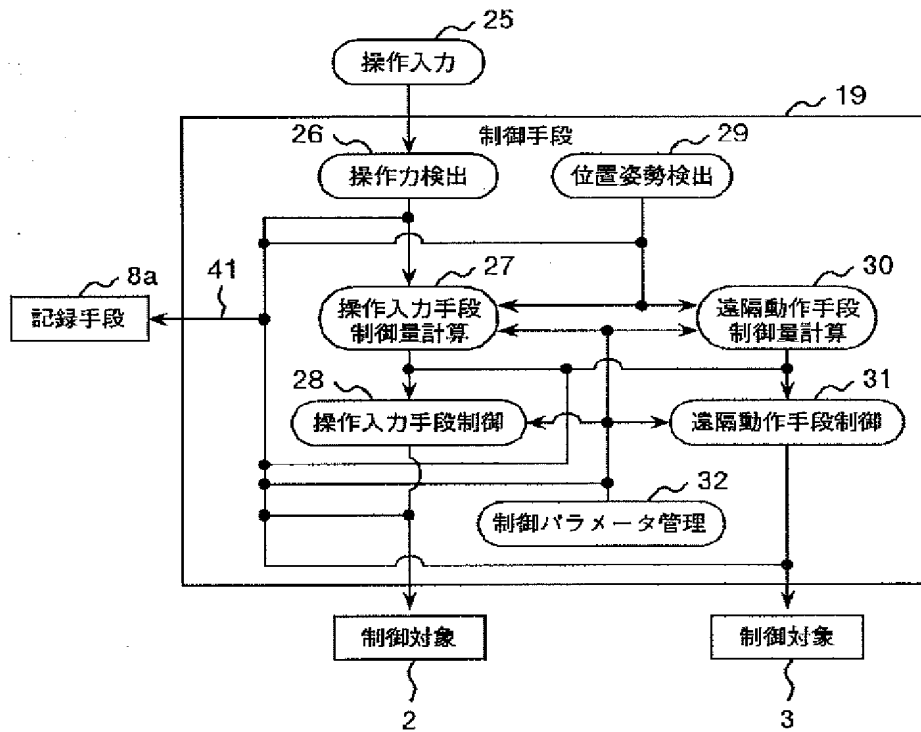 25
操作入力
19
制御手段
26
29
操作力検出
位置姿勢検出
8a
41
27
30
記録手段
操作入力手段
制御量計算
遠隔動作手段
制御量計算
28
31
操作入力手段制御
遠隔動作手段制御
32
制御パラメータ管理
制御対象
制御対象
2
3